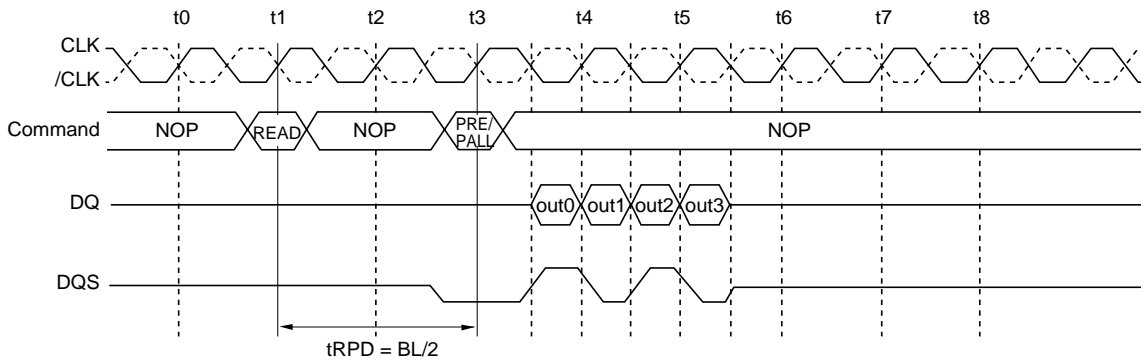 t0 t1 t2 t3 t4 t5 t6 t7 t8
CLK
/CLK
Command NOP READ NOP PRE/ PALL NOP
DQ out0 out1 out2 out3
DQS
tRPD = BL/2